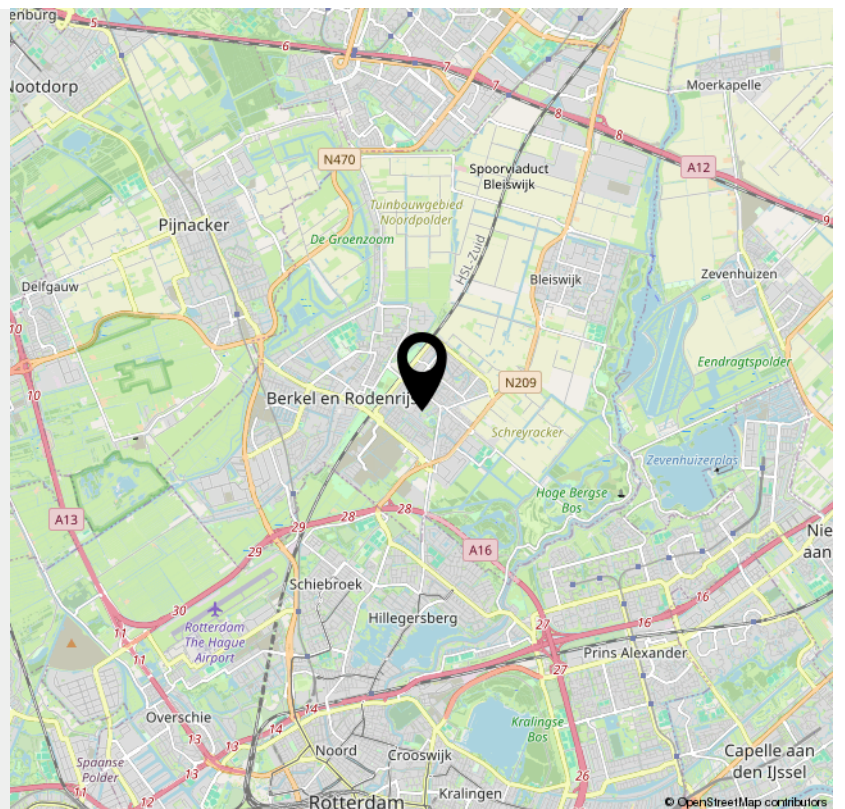 enburg
5
6
7
7
Nootdorp
Moerkapelle
8
8
N470
Spoorviaduct
Bleiswijk
A12
Tuinbouwgebied
Noordpolder
9
Pijnacker
De Groenzoom
HSL-Zuid
Delfgauw
Bleiswijk
Zevenhuizen
10
Eendragtspolder
10
N209
Berkel en Rodenrijs
Schreyracker
Zevenhuizerplas
Hoge Bergse
Bos
A13
28
28
29
Nie
aan
29
A16
Schiebroek
16
30
Rotterdam
The Hague
Airport
Hillegersberg
27
16
11
11
Prins Alexander
27
14
14
Overschie
13
Kralingse
Bos
13
Noord
Crooswijk
Capelle aan
den IJssel
Spaanse
Polder
12
26
11
Kralingen
Rotterdam
© OpenStreetMap contributors